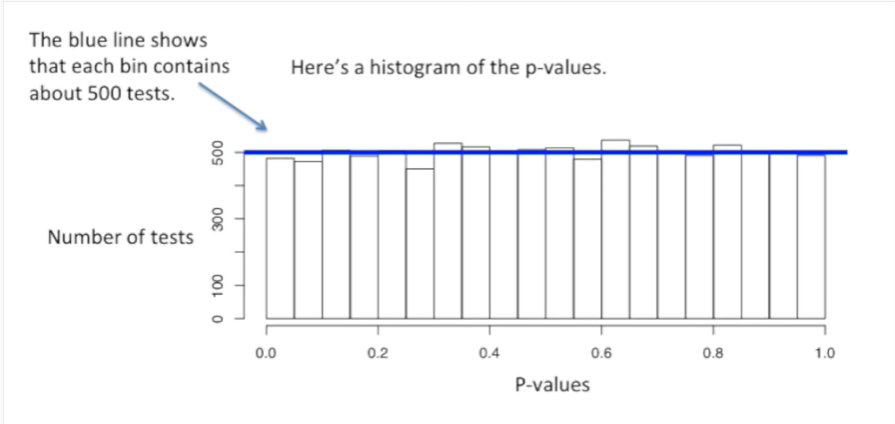 The blue line shows
that each bin contains
about 500 tests.
Here's a histogram of the p-values.
500
300
100
0
Number of tests
0.0 0.2 0.4 0.6 0.8 1.0
P-values